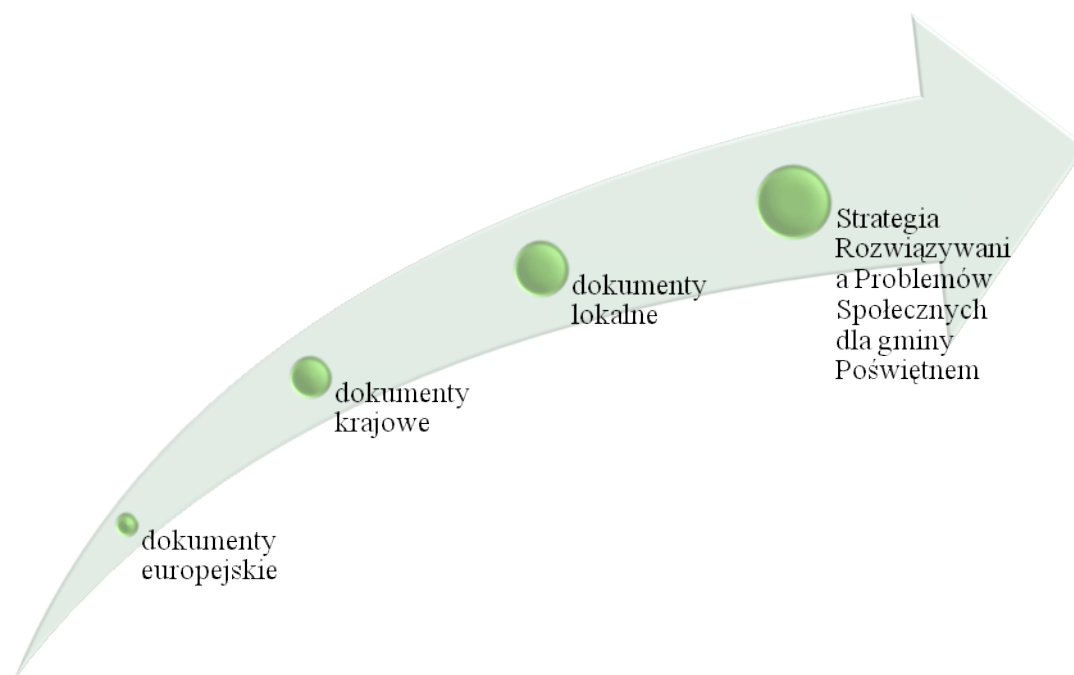 Strategia
Rozwiązywani
a Problemów
Społecznych
dla gminy
Poświętnem
dokumenty
lokalne
dokumenty
krajowe
dokumenty
europejskie